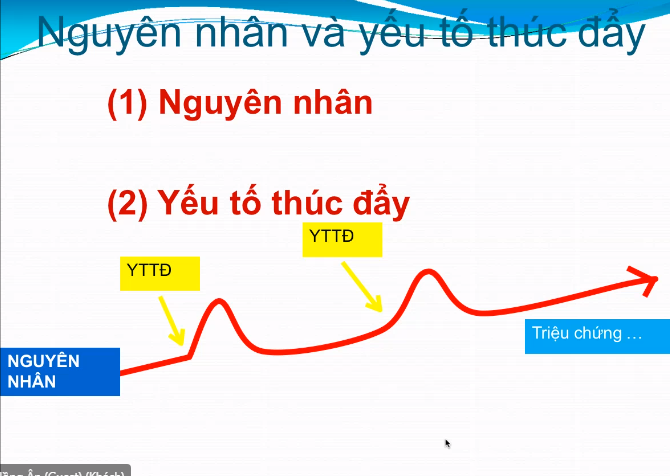 Nguyên nhân và yếu tố thúc đẩy
(1) Nguyên nhân
(2) Yếu tố thúc đẩy
YTTĐ
YTTĐ
Triệu chứng ...
NGUYÊN
NHÂN
Ân (Guest) (Khách)